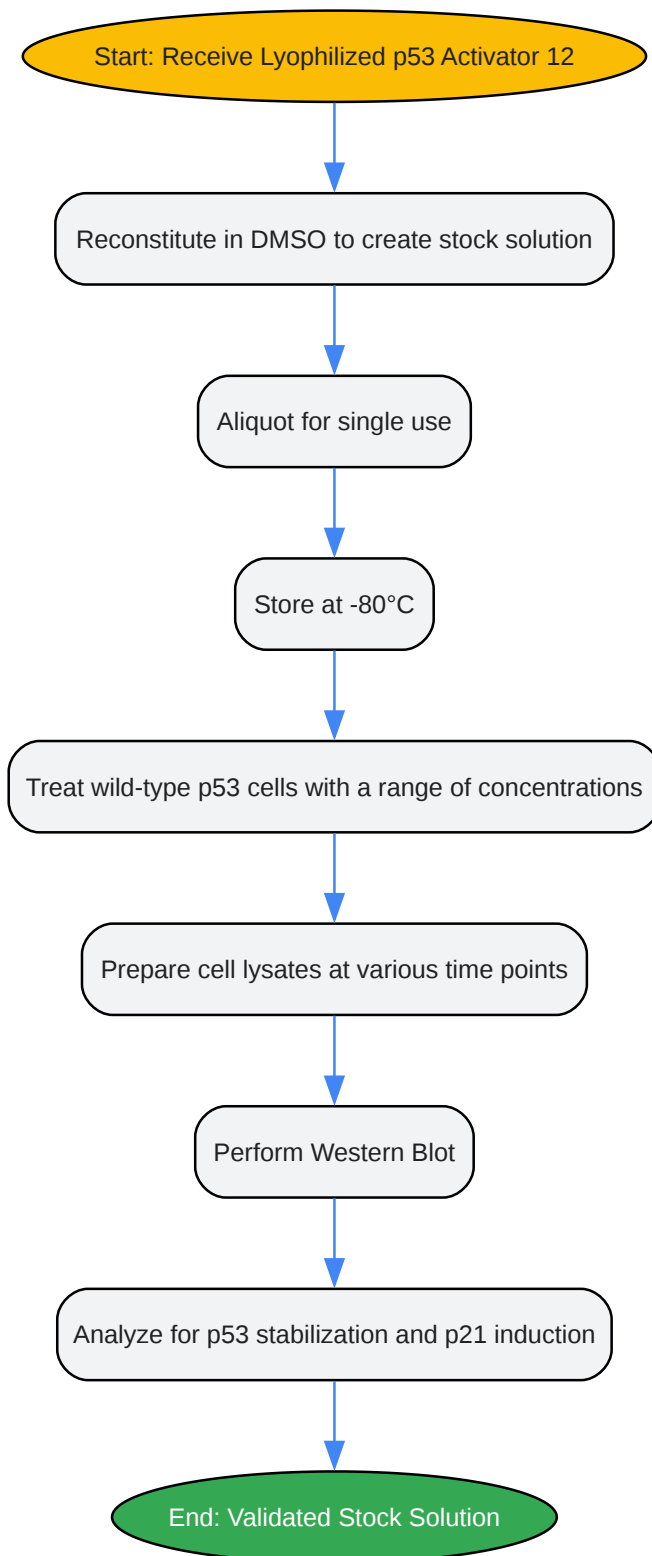 Start: Receive Lyophilized p53 Activator 12
Reconstitute in DMSO to create stock solution
Aliquot for single use
Store at -80°C
Treat wild-type p53 cells with a range of concentrations
Prepare cell lysates at various time points
Perform Western Blot
Analyze for p53 stabilization and p21 induction
End: Validated Stock Solution